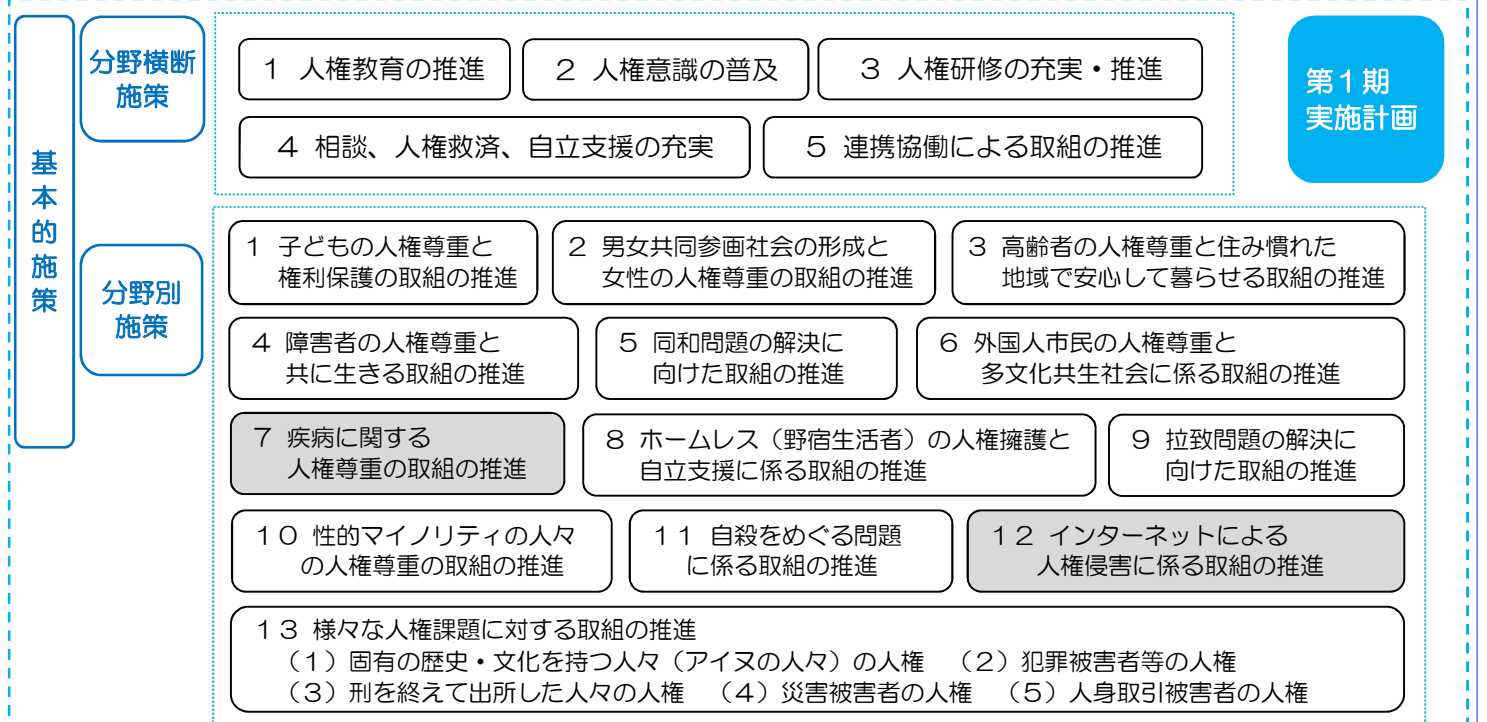 基本的施策
分野横断
施策
１ 人権教育の推進
２ 人権意識の普及
３ 人権研修の充実・推進
４ 相談、人権救済、自立支援の充実
５ 連携協働による取組の推進
第１期
実施計画
分野別
施策
１ 子どもの人権尊重と
権利保護の取組の推進
２ 男女共同参画社会の形成と
女性の人権尊重の取組の推進
３ 高齢者の人権尊重と住み慣れた
地域で安心して暮らせる取組の推進
４ 障害者の人権尊重と
共に生きる取組の推進
５ 同和問題の解決に
向けた取組の推進
６ 外国人市民の人権尊重と
多文化共生社会に係る取組の推進
７ 疾病に関する
人権尊重の取組の推進
８ ホームレス（野宿生活者）の人権擁護と
自立支援に係る取組の推進
９ 拉致問題の解決に
向けた取組の推進
１０ 性的マイノリティの人々
の人権尊重の取組の推進
１１ 自殺をめぐる問題
に係る取組の推進
１２ インターネットによる
人権侵害に係る取組の推進
１３ 様々な人権課題に対する取組の推進
（１）固有の歴史・文化を持つ人々（アイヌの人々）の人権 （２）犯罪被害者等の人権
（３）刑を終えて出所した人々の人権 （４）災害被害者の人権 （５）人身取引被害者の人権